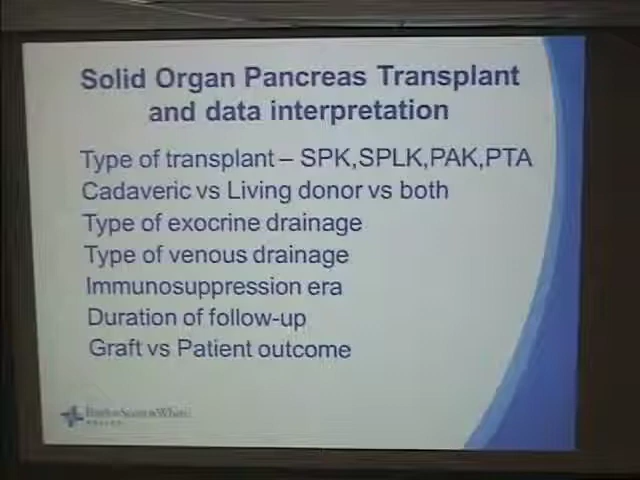 Solid Organ Pancreas Transplant
and data interpretation
Type of transplant – SPK,SPLK,PAK,PTA
Cadaveric vs Living donor vs both
Type of exocrine drainage
Type of venous drainage
Immunosuppression era
Duration of follow-up
Graft vs Patient outcome